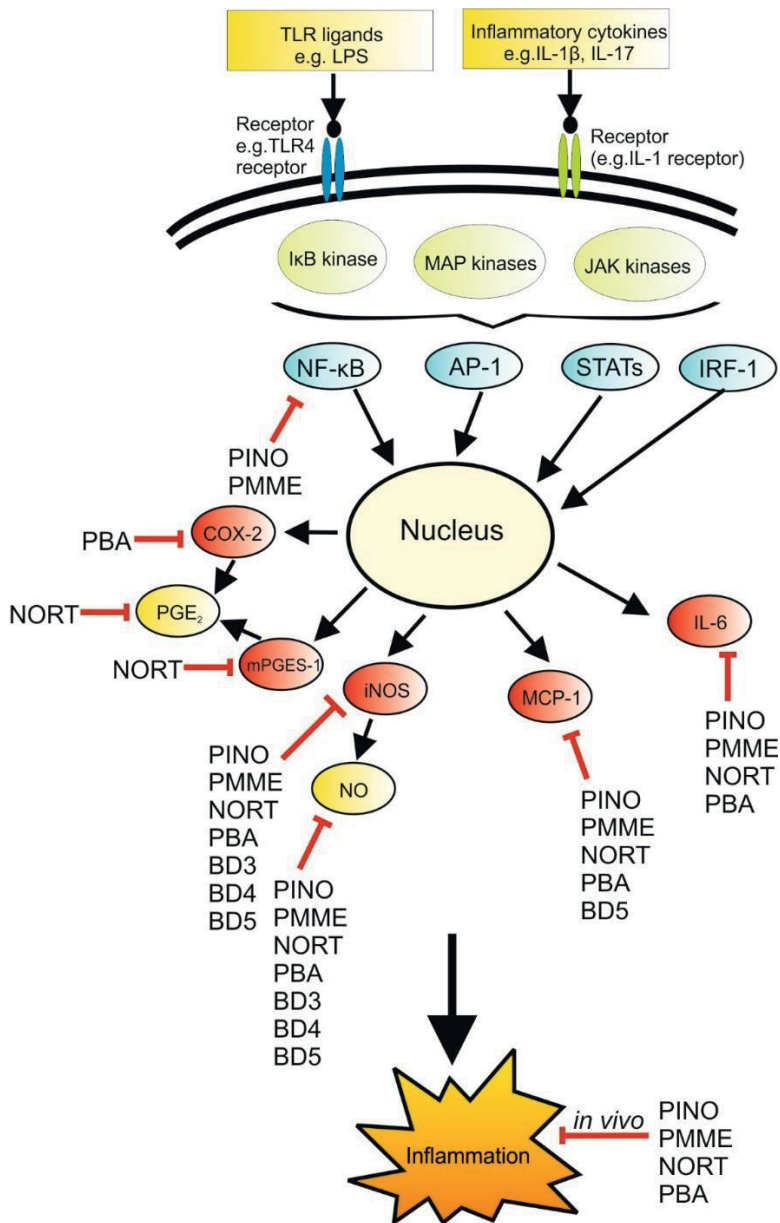 TLR ligands
e.g. LPS
Inflammatory cytokines
e.g.IL-1β, IL-17
Receptor
e.g.TLR4
receptor
Receptor
(e.g.IL-1 receptor)
IκB kinase
MAP kinases
JAK kinases
NF-κB
AP-1
STATs
IRF-1
PINO
PMME
Nucleus
PBA
COX-2
NORT
PGE₂
NORT
mPGES-1
iNOS
MCP-1
IL-6
NO
PINO
PMME
NORT
PBA
BD3
BD4
BD5
PINO
PMME
NORT
PBA
BD3
BD4
BD5
PINO
PMME
NORT
PBA
BD5
PINO
PMME
NORT
PBA
Inflammation
in vivo
PINO
PMME
NORT
PBA